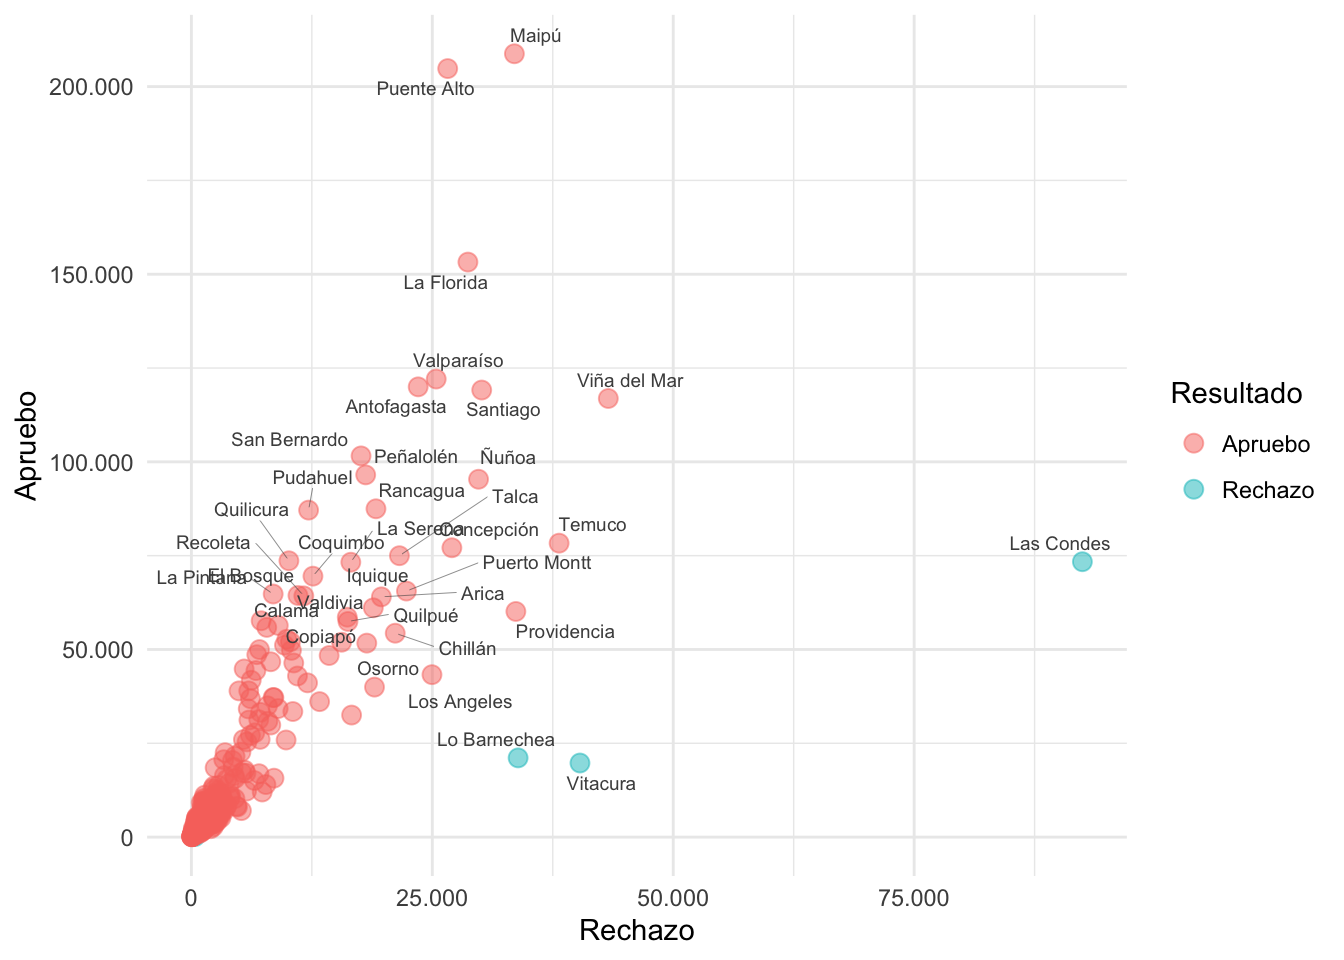 Maipú
200.000
Puente Alto
150.000
La Florida
Valparaíso
Viña del Mar
Antofagasta
Santiago
San Bernardo
Peñalolén
Ñuñoa
100.000
Pudahuel
Rancagua
Talca
Quilicura
La Serena
Concepción
Temuco
Recoleta
Coquimbo
Las Condes
Puerto Montt
La Pintana
El Bosque
Iquique
Arica
Calama
Valdivia
Quilpué
Providencia
Copiapó
50.000
Chillán
Osorno
Los Angeles
Lo Barnechea
Vitacura
0
Apruebo
0
25.000
50.000
75.000
Rechazo
Resultado
Apruebo
Rechazo